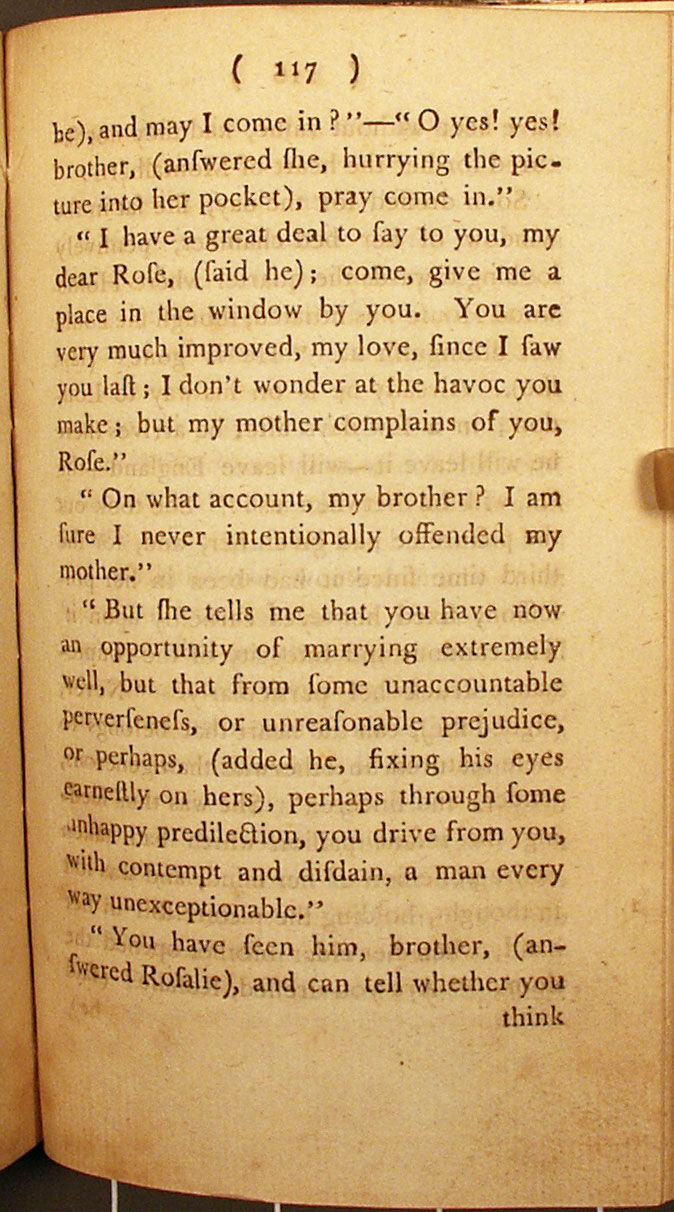 ( 117 )
he), and may I come in?"—"O yes! yes!
brother, (anſwered ſhe, hurrying the pic-
ture into her pocket), pray come in."
"I have a great deal to ſay to you, my
dear Roſe, (ſaid he); come, give me a
place in the window by you. You are
very much improved, my love, ſince I ſaw
you laſt; I don't wonder at the havoc you
make; but my mother complains of you,
Roſe."
"On what account, my brother? I am
ſure I never intentionally offended my
mother."
"But ſhe tells me that you have now
an opportunity of marrying extremely
well, but that from ſome unaccountable
perverſeneſs, or unreaſonable prejudice,
or perhaps, (added he, fixing his eyes
earneſtly on hers), perhaps through ſome
unhappy predilection, you drive from you,
with contempt and diſdain, a man every
way unexceptionable."
"You have ſeen him, brother, (an-
ſwered Roſalie), and can tell whether you
think